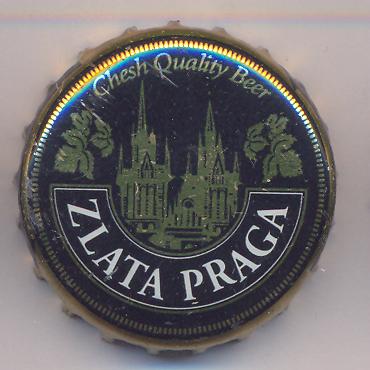 Chesh Quality Beer
ZLATA PRAGA